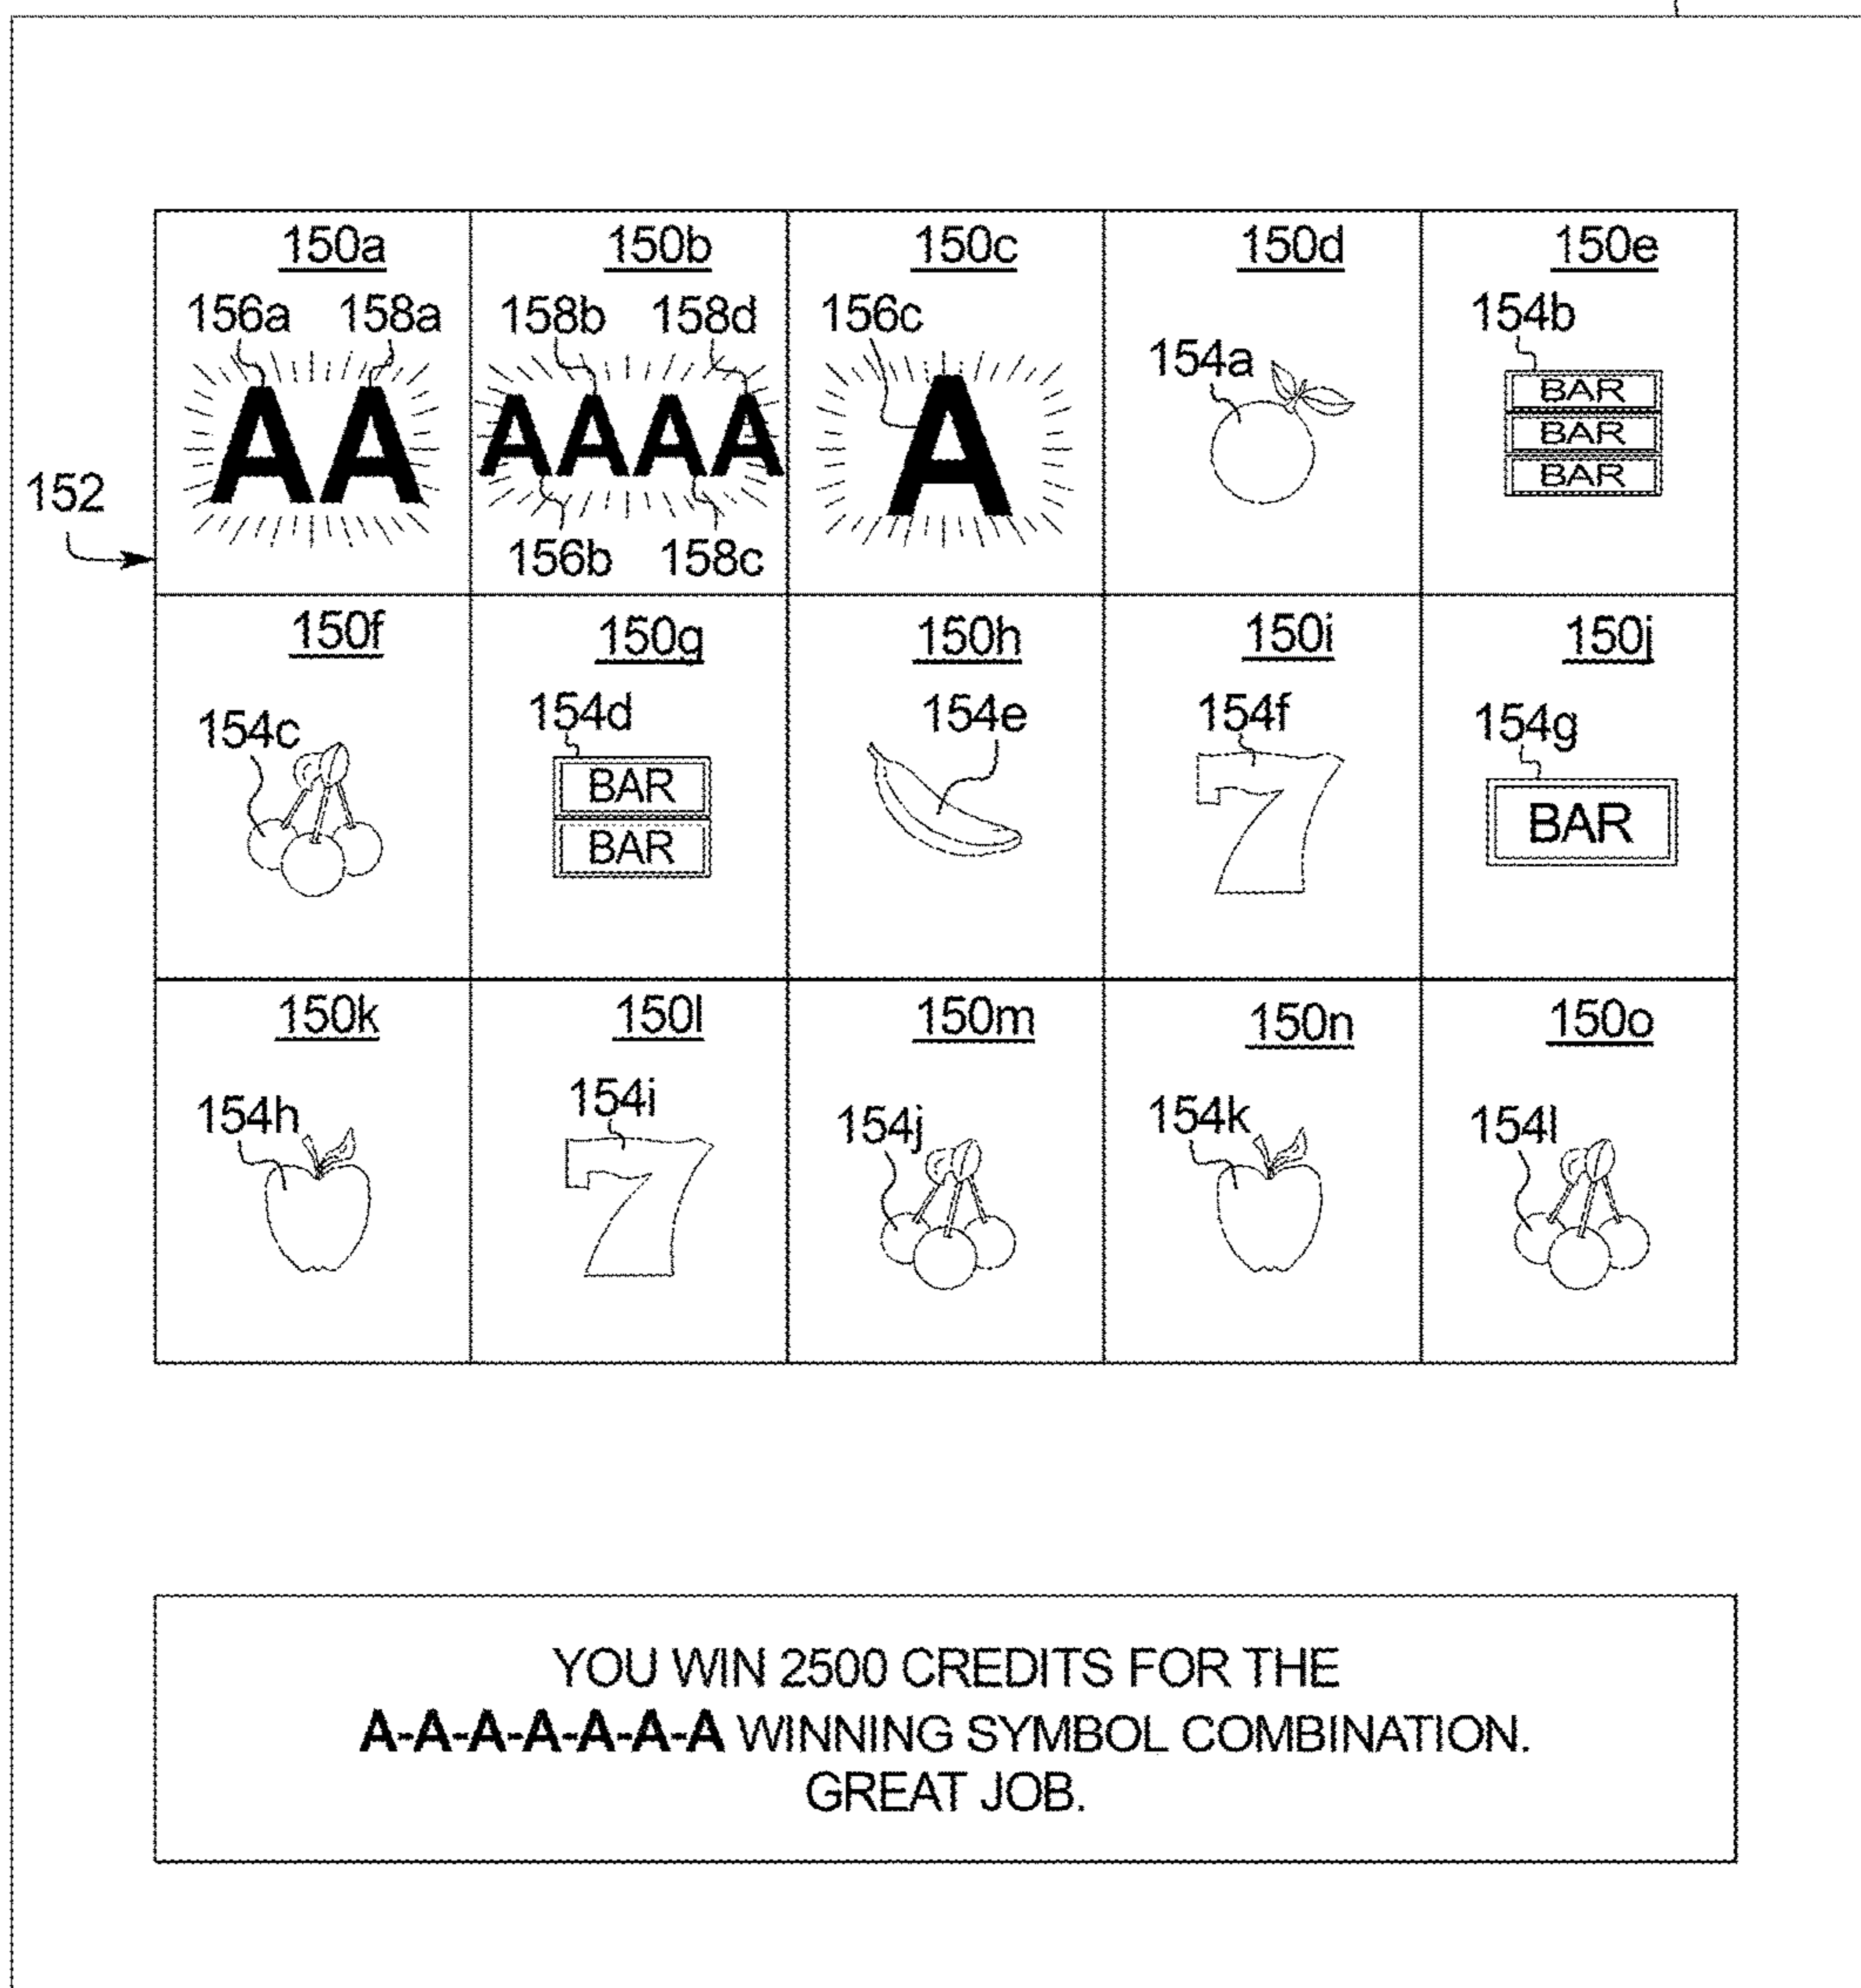 150a 150b 150c 150d 150e
156a 158a 158b 158d 156c 154a 154b
AA AAAA A BAR
BAR
BAR
152
156b 158c
150f 150g 150h 150i 150j
154c 154d 154e 154f 154g
BAR 7 BAR
BAR
150k 150l 150m 150n 150o
154h 154i 154j 154k 154l
7
YOU WIN 2500 CREDITS FOR THE
A-A-A-A-A-A-A WINNING SYMBOL COMBINATION.
GREAT JOB.